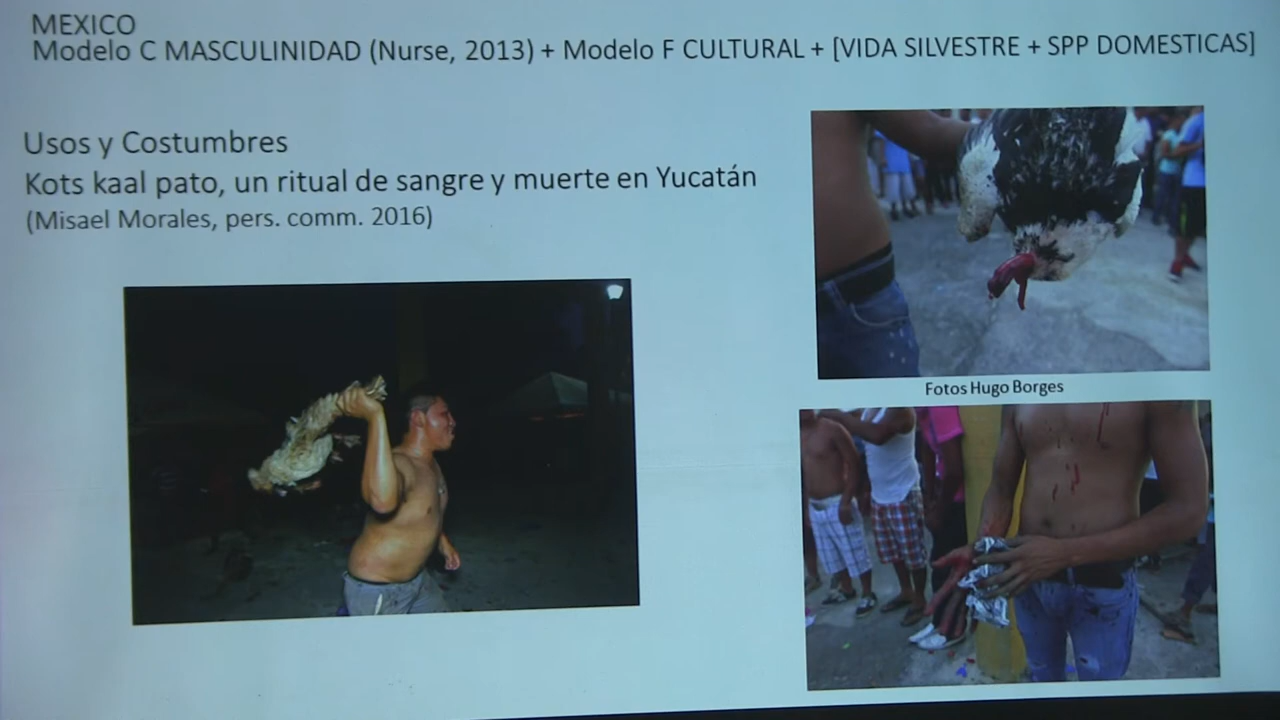 MEXICO
Modelo C MASCULINIDAD (Nurse, 2013) + Modelo F CULTURAL + [VIDA SILVESTRE + SPP DOMESTICAS]
Usos y Costumbres
Kots kaal pato, un ritual de sangre y muerte en Yucatán
(Misael Morales, pers. comm. 2016)
Fotos Hugo Borges